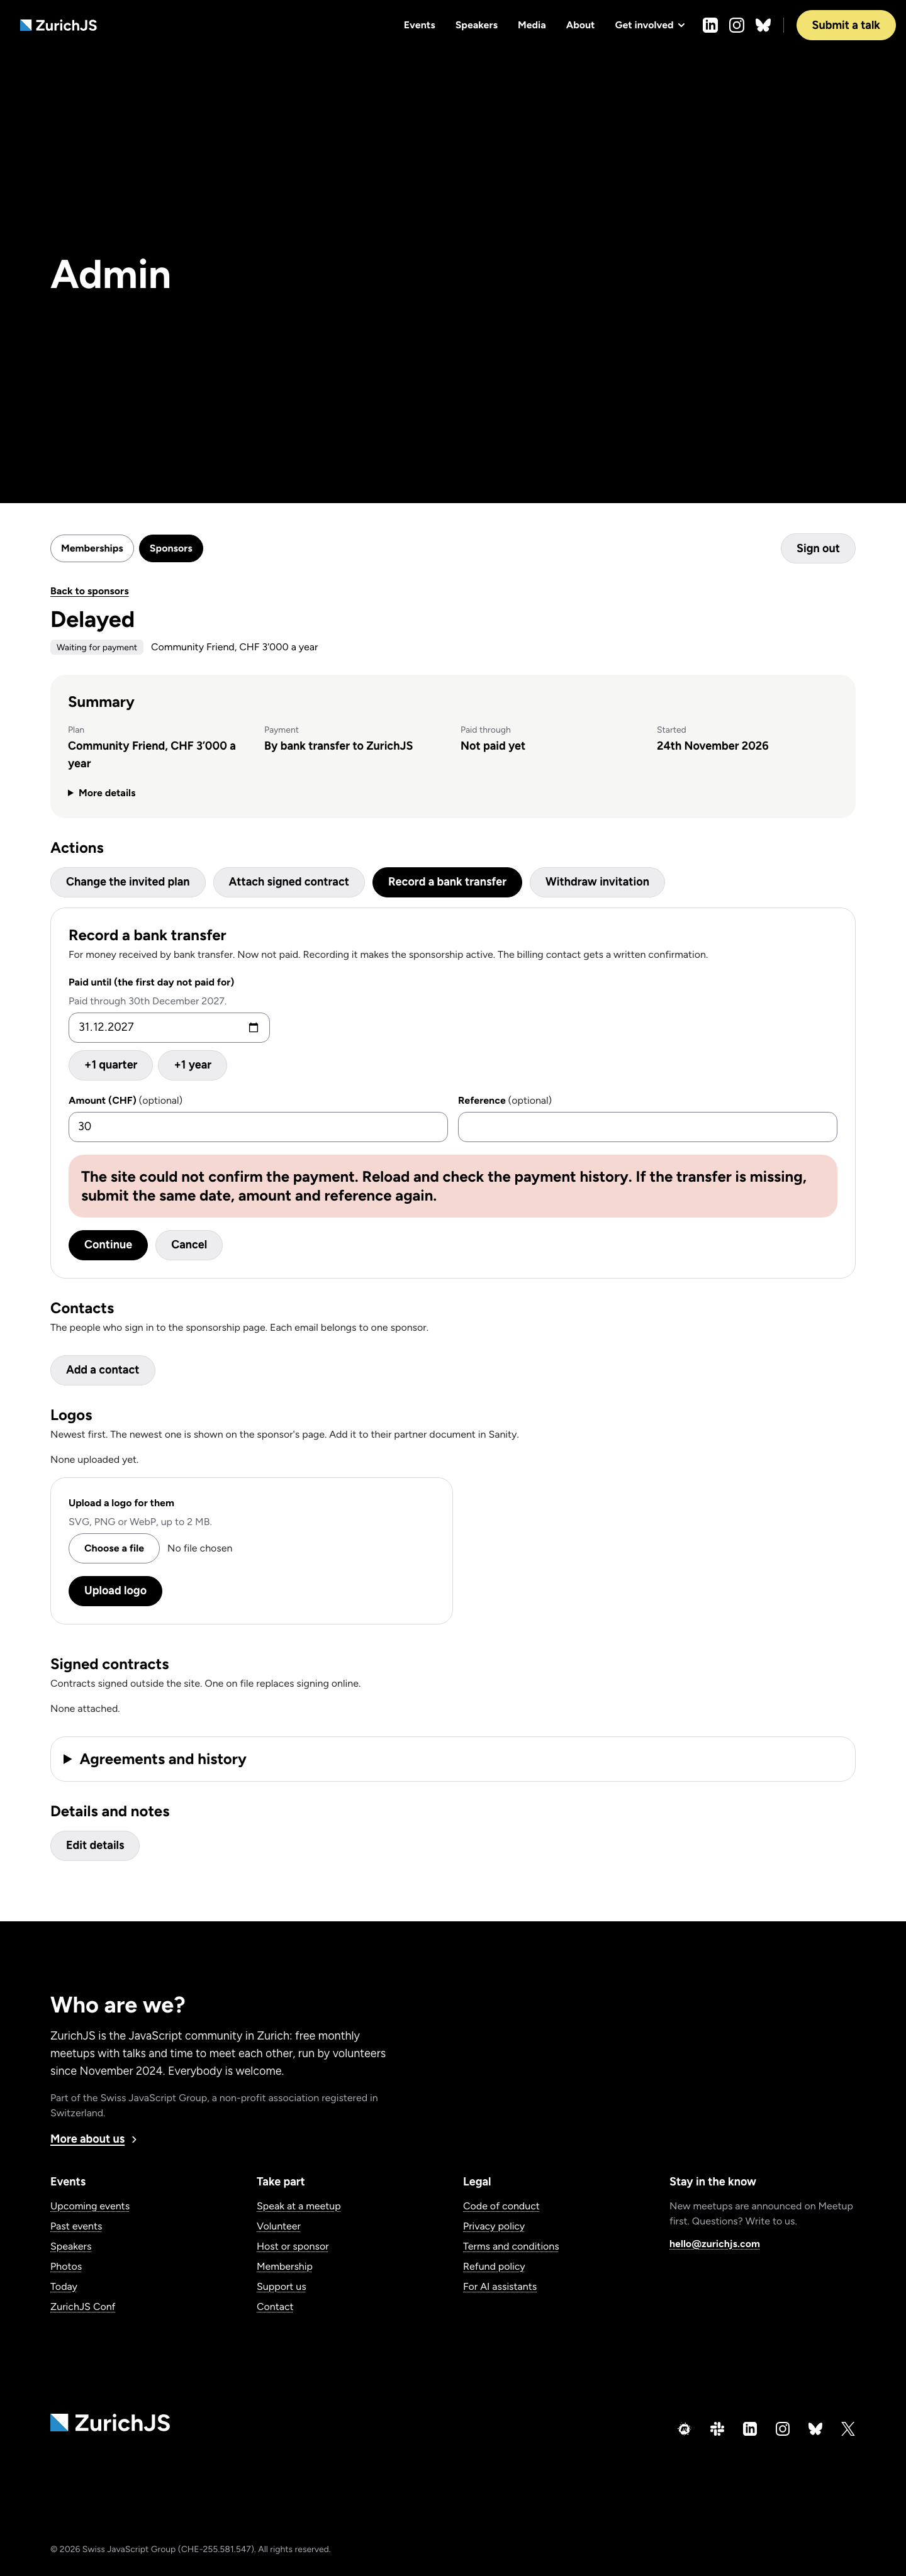 ZurichJS
Events
Speakers
Media
About
Get involved
Submit a talk
Admin
Memberships
Sponsors
Sign out
Back to sponsors
Delayed
Waiting for payment
Community Friend, CHF 3’000 a year
Summary
Plan
Community Friend, CHF 3’000 a
year
Payment
By bank transfer to ZurichJS
Paid through
Not paid yet
Started
24th November 2026
More details
Actions
Change the invited plan
Attach signed contract
Record a bank transfer
Withdraw invitation
Record a bank transfer
For money received by bank transfer. Now not paid. Recording it makes the sponsorship active. The billing contact gets a written confirmation.
Paid until (the first day not paid for)
Paid through 30th December 2027.
31.12.2027
+1 quarter
+1 year
Amount (CHF) (optional)
Reference (optional)
30
The site could not confirm the payment. Reload and check the payment history. If the transfer is missing,
submit the same date, amount and reference again.
Continue
Cancel
Contacts
The people who sign in to the sponsorship page. Each email belongs to one sponsor.
Add a contact
Logos
Newest first. The newest one is shown on the sponsor's page. Add it to their partner document in Sanity.
None uploaded yet.
Upload a logo for them
SVG, PNG or WebP, up to 2 MB.
Choose a file
No file chosen
Upload logo
Signed contracts
Contracts signed outside the site. One on file replaces signing online.
None attached.
Agreements and history
Details and notes
Edit details
Who are we?
ZurichJS is the JavaScript community in Zurich: free monthly
meetups with talks and time to meet each other, run by volunteers
since November 2024. Everybody is welcome.
Part of the Swiss JavaScript Group, a non-profit association registered in
Switzerland.
More about us
Events
Upcoming events
Past events
Speakers
Photos
Today
ZurichJS Conf
Take part
Speak at a meetup
Volunteer
Host or sponsor
Membership
Support us
Contact
Legal
Code of conduct
Privacy policy
Terms and conditions
Refund policy
For AI assistants
Stay in the know
New meetups are announced on Meetup
first. Questions? Write to us.
hello@zurichjs.com
ZurichJS
© 2026 Swiss JavaScript Group (CHE-255.581.547). All rights reserved.